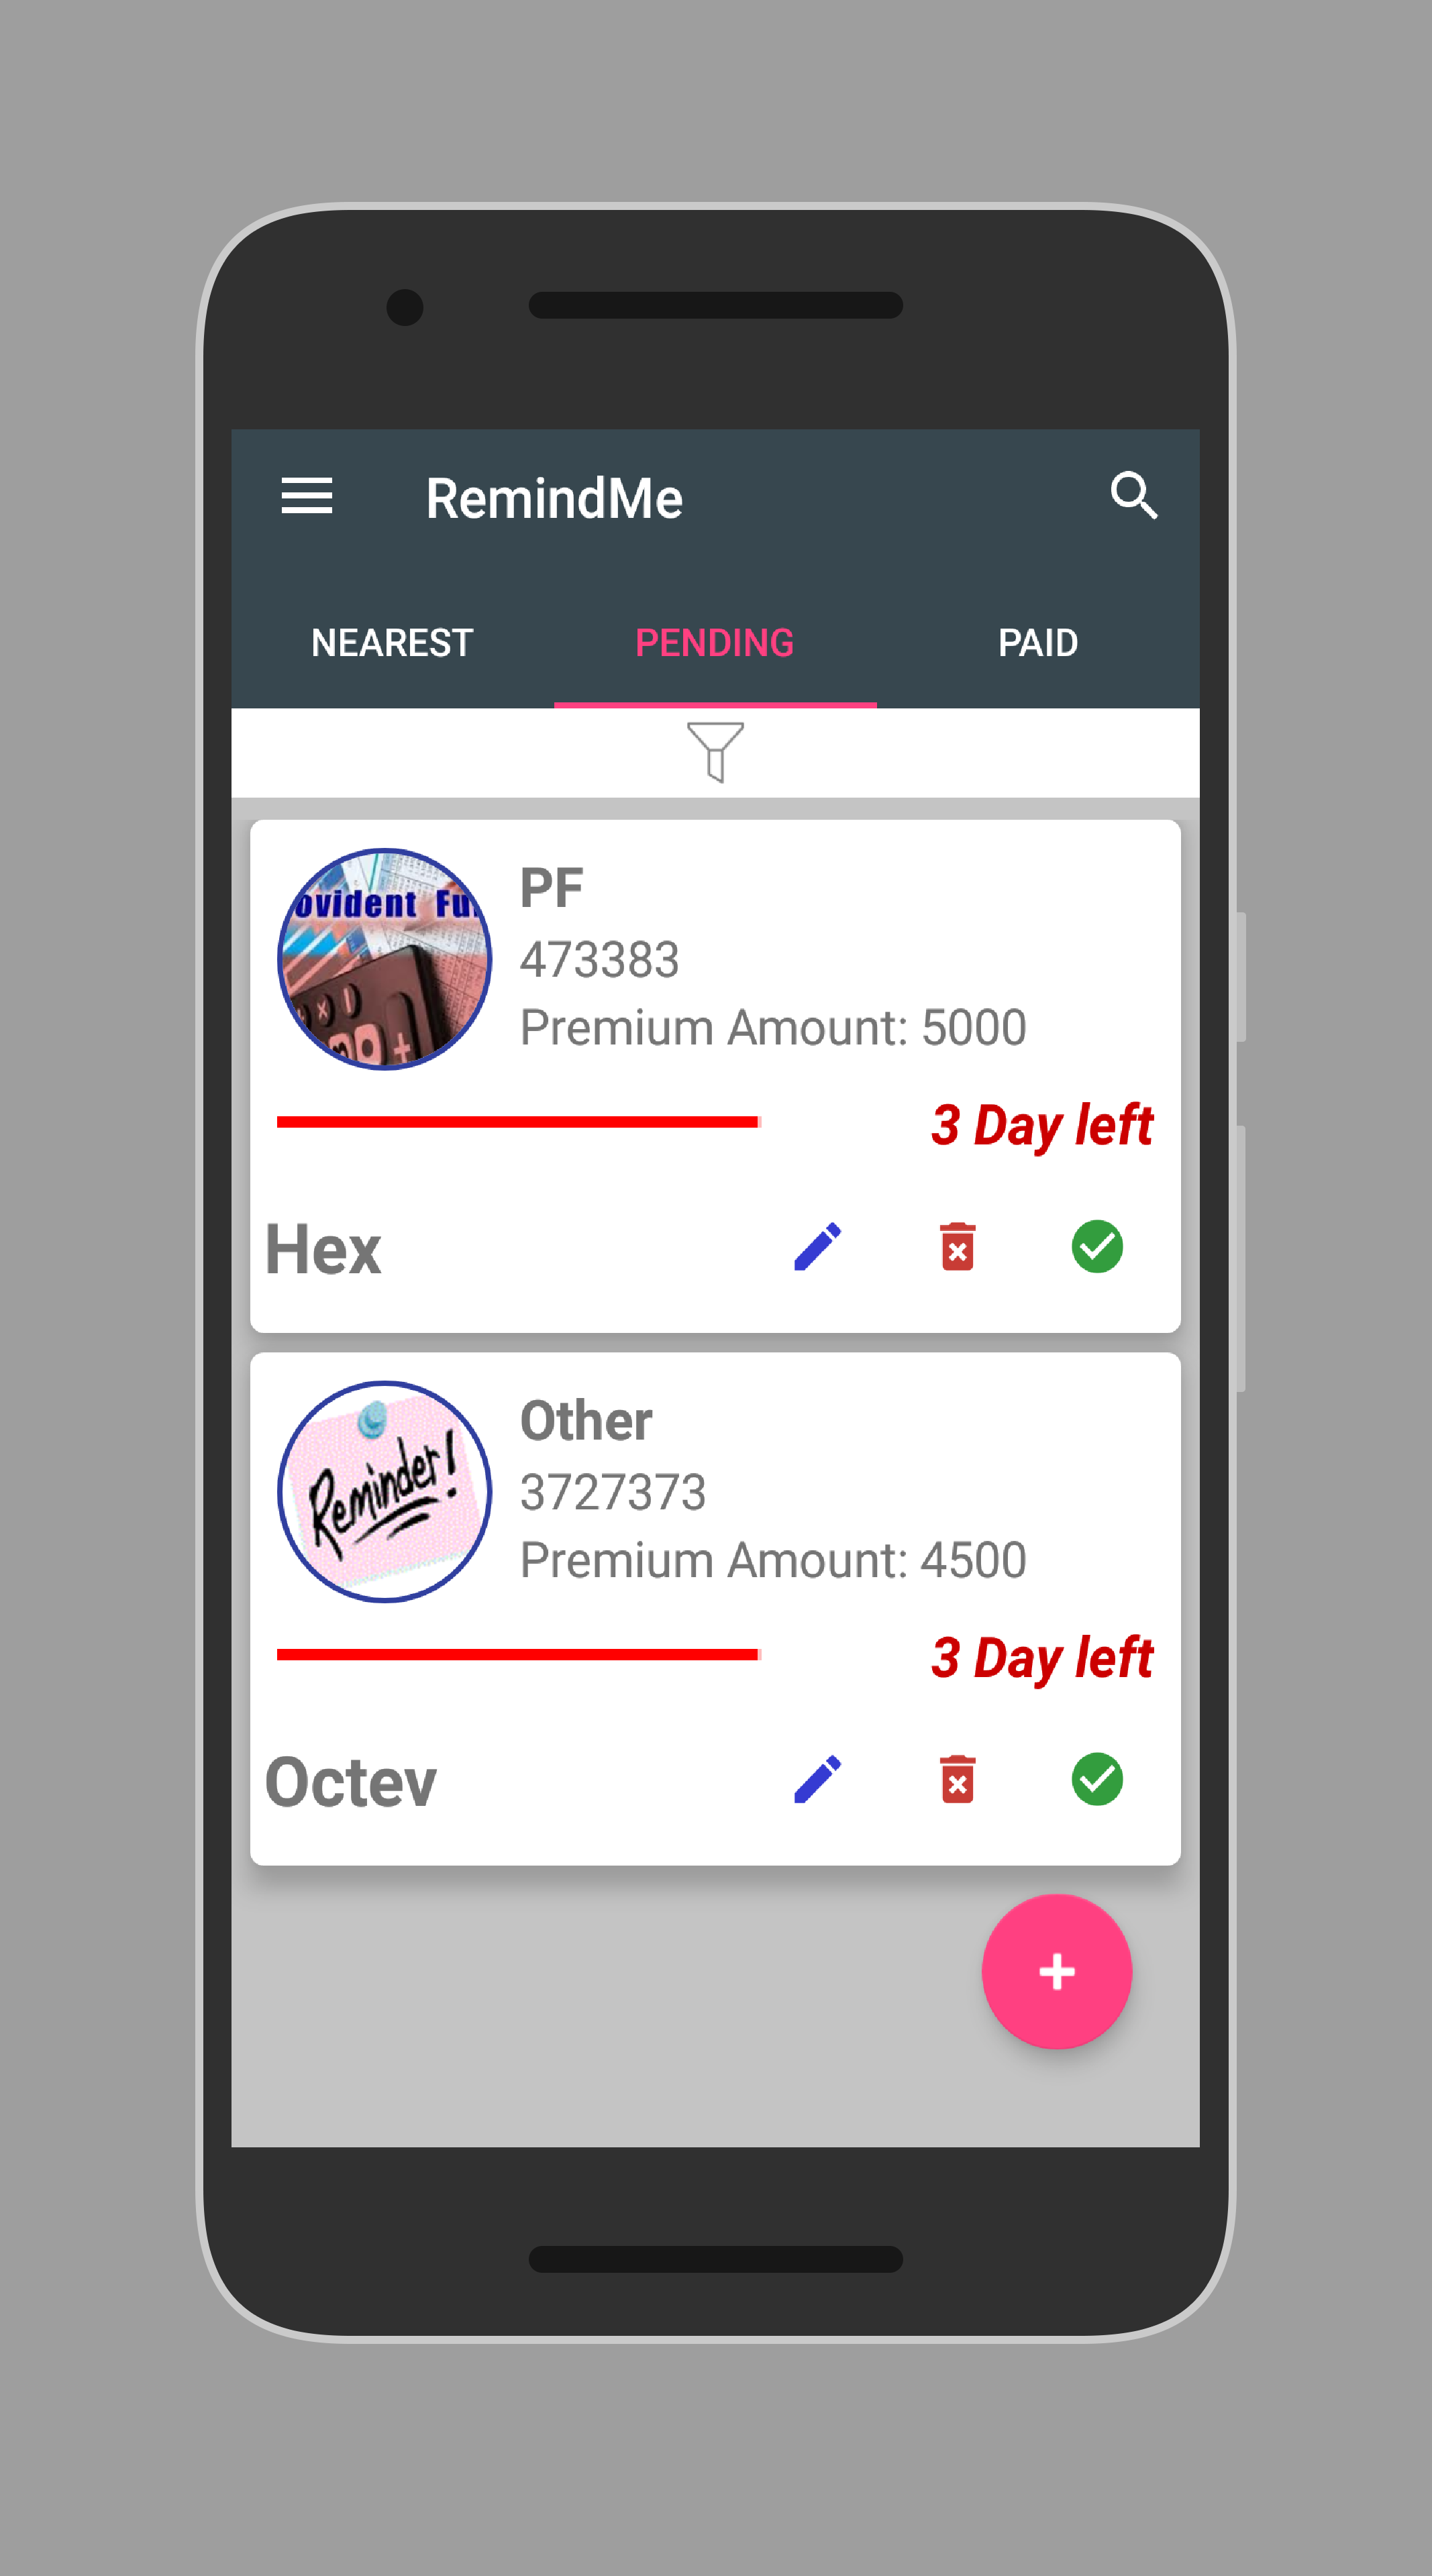 RemindMe
NEAREST PENDING PAID
ovident Fu
PF
473383
Premium Amount: 5000
3 Day left
Hex
Reminder!
Other
3727373
Premium Amount: 4500
3 Day left
Octev